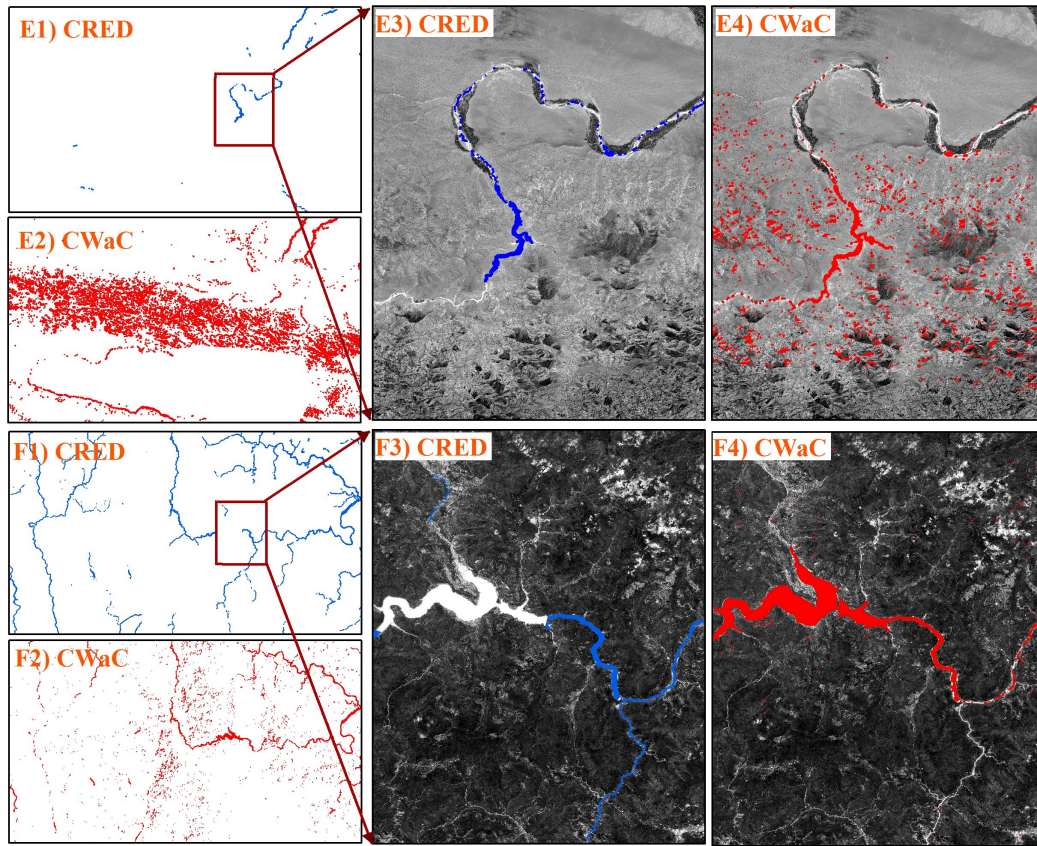 E1) CRED
E3) CRED
E4) CWaC
E2) CWaC
F1) CRED
F3) CRED
F4) CWaC
F2) CWaC